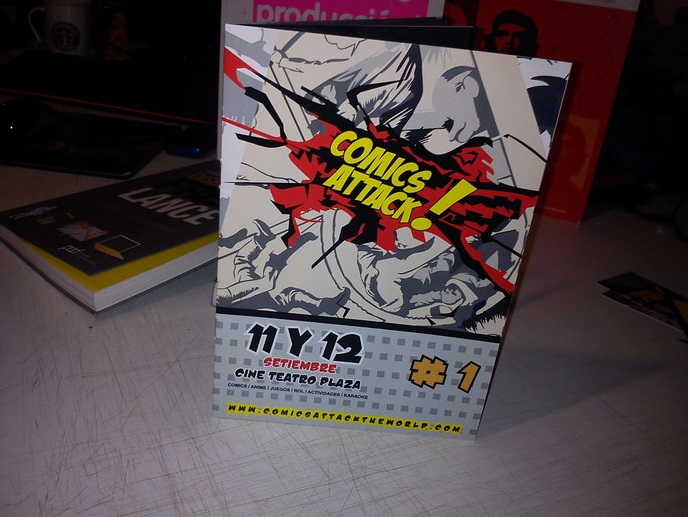 producción
LANCE
pdf
COMICS
ATTACK!
11 Y 12
SETIEMBRE
CINE TEATRO PLAZA
COMICS / ANIME / JUEGOS / ROL / ACTIVIDADES / KARAOKE
# 1
WWW.COMICSATTACKTHEWORLD.COM